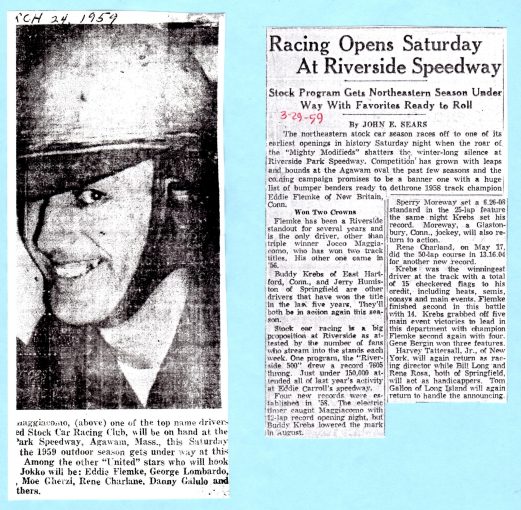 CH 24, 1959
maggiacomo, (above) one of the top name drivers
ed Stock Car Racing Club, will be on hand at the
Park Speedway, Agawam, Mass., this Saturday
the 1959 outdoor season gets under way at this
Among the other "United" stars who will hook
Jokko will be: Eddie Flemke, George Lombardo,
, Moe Gherzi, Rene Charlane, Danny Galulo and
thers.
Racing Opens Saturday
At Riverside Speedway
Stock Program Gets Northeastern Season Under
Way With Favorites Ready to Roll
3-29-59
By JOHN E. SEARS
The northeastern stock car season races off to one of its
earliest openings in history Saturday night when the roar of
the "Mighty Modifieds" shatters the winter-long silence at
Riverside Park Speedway. Competition has grown with leaps
and bounds at the Agawam oval the past few seasons and the
coming campaign promises to be a banner one with a huge
list of bumper benders ready to dethrone 1958 track champion
Eddie Flemke of New Britain,
Conn.
Won Two Crowns
Flemke has been a Riverside
standout for several years and
is the only driver, other than
triple winner Jocco Maggia-
como, who has won two track
titles. His other one came in
'56.
Buddy Krebs of East Hart-
ford, Conn., and Jerry Humis-
ton of Springfield are other
drivers that have won the title
in the last five years. They'll
both be in action again this sea-
son.
Stock car racing is a big
proposition at Riverside as at-
tested by the number of fans
who stream into the stands each
week. One program, the "River-
side 500" drew a record 7605
throng. Just under 150,000 at-
tended all of last year's activity
at Eddie Carroll's speedway.
Four new records were es-
tablished in '58. The electric
timer caught Maggiacomo with
12-lap record opening night, but
Buddy Krebs lowered the mark
in August.
Sperry Moreway set a 6.26-08
standard in the 25-lap feature
the same night Krebs set his
record. Moreway, a Glaston-
bury, Conn., jockey, will also re-
turn to action.
Rene Charland, on May 17,
did the 50-lap course in 13.16.04
for another new record.
Krebs was the winningest
driver at the track with a total
of 15 checkered flags to his
credit, including heats, semis,
consys and main events. Flemke
finished second in this battle
with 14. Krebs grabbed off five
main event victories to lead in
this department with champion
Flemke second again with four.
Gene Bergin won three features.
Harvey Tattersall, Jr., of New
York, will again return as rac-
ing director while Bill Long and
Rene Rosa, both of Springfield,
will act as handicappers. Tom
Gallon of Long Island will again
return to handle the announcing.